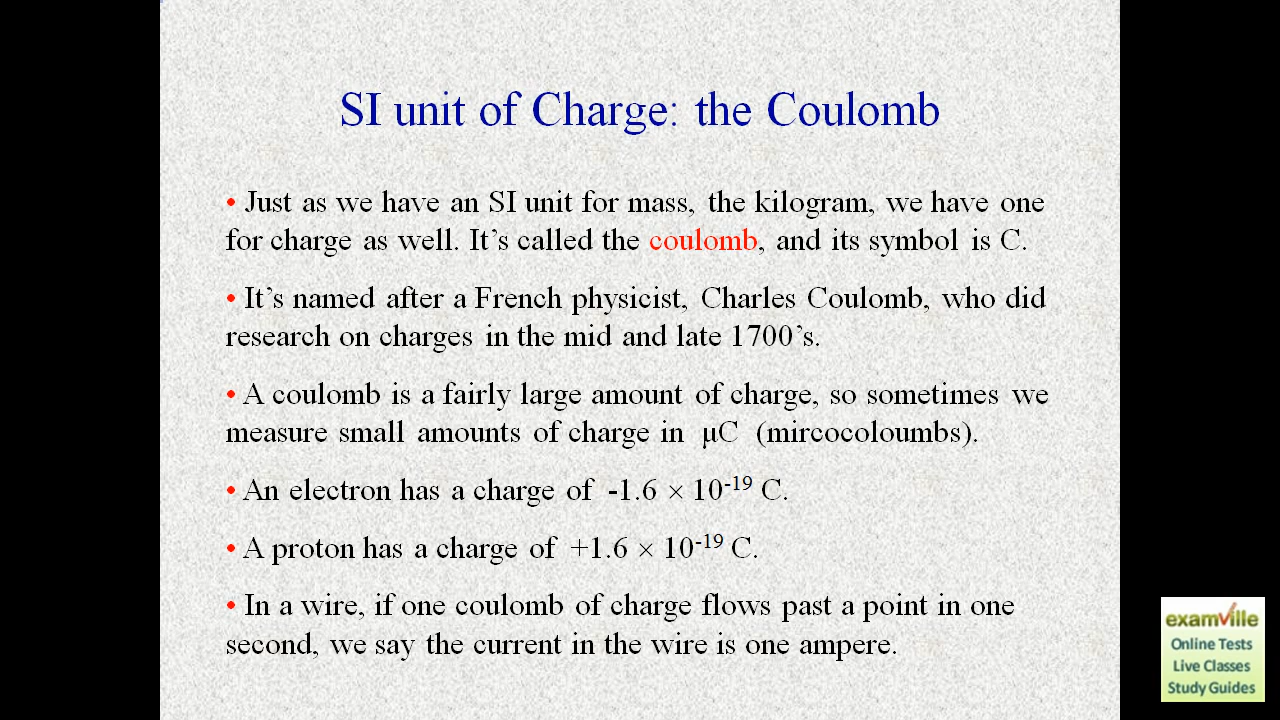 SI unit of Charge: the Coulomb
• Just as we have an SI unit for mass, the kilogram, we have one
for charge as well. It’s called the coulomb, and its symbol is C.
• It’s named after a French physicist, Charles Coulomb, who did
research on charges in the mid and late 1700’s.
• A coulomb is a fairly large amount of charge, so sometimes we
measure small amounts of charge in μC (mircocoloumbs).
• An electron has a charge of -1.6 × 10⁻¹⁹ C.
• A proton has a charge of +1.6 × 10⁻¹⁹ C.
• In a wire, if one coulomb of charge flows past a point in one
second, we say the current in the wire is one ampere.
examville
Online Tests
Live Classes
Study Guides